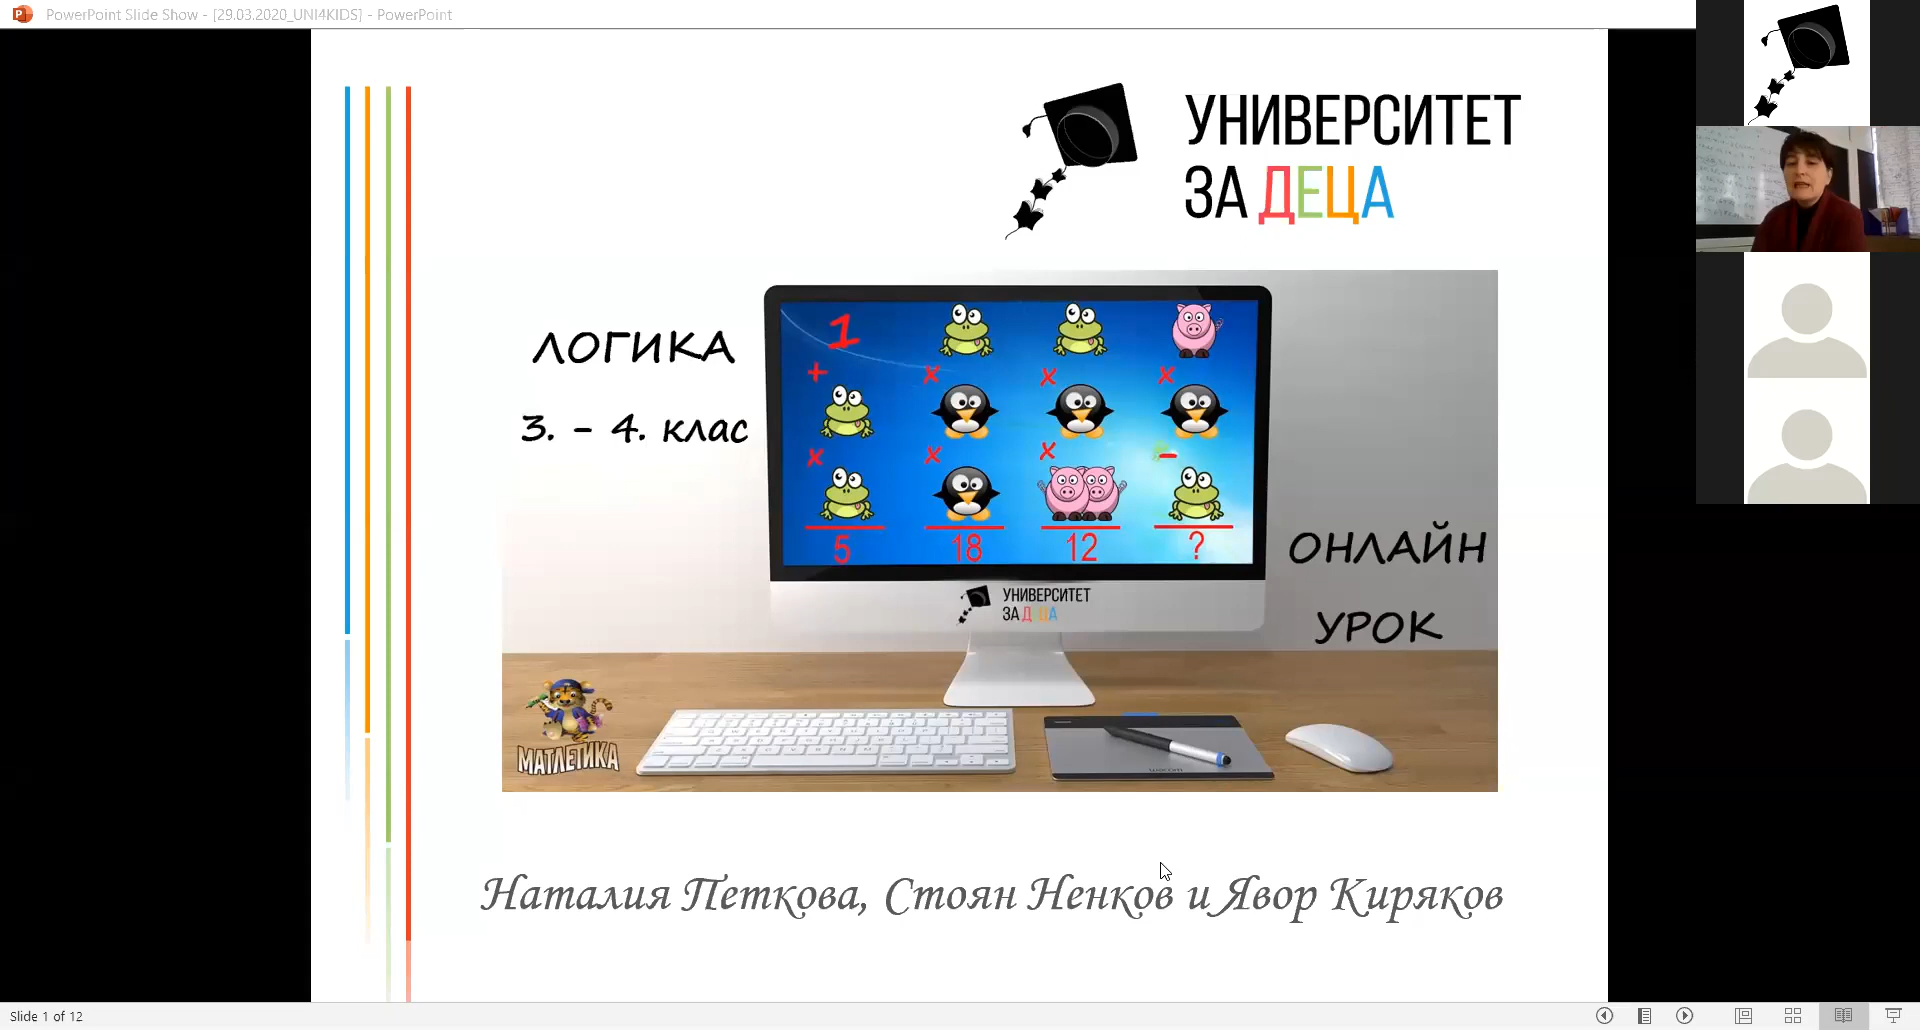 PowerPoint Slide Show - [29.03.2020_UNI4KIDS] - PowerPoint
УНИВЕРСИТЕТ
ЗА ДЕЦА
ЛОГИКА
3. - 4. клас
1
+ x x x
x x x -
5 18 12 ?
УНИВЕРСИТЕТ
ЗА ДЕЦА
ОНЛАЙН
УРОК
МАТЛЕТИКА
wacom
Наталия Петкова, Стоян Ненков и Явор Киряков
Slide 1 of 12